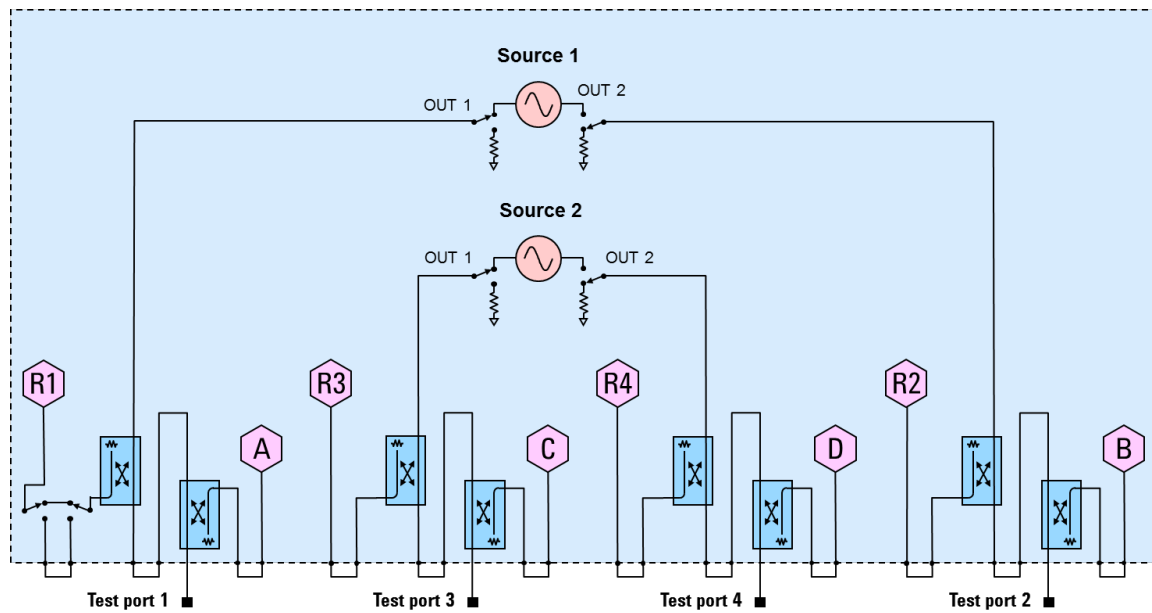 Source 1
OUT 1
OUT 2
Source 2
OUT 1
OUT 2
R1
R3
R4
R2
A
C
D
B
Test port 1
Test port 3
Test port 4
Test port 2